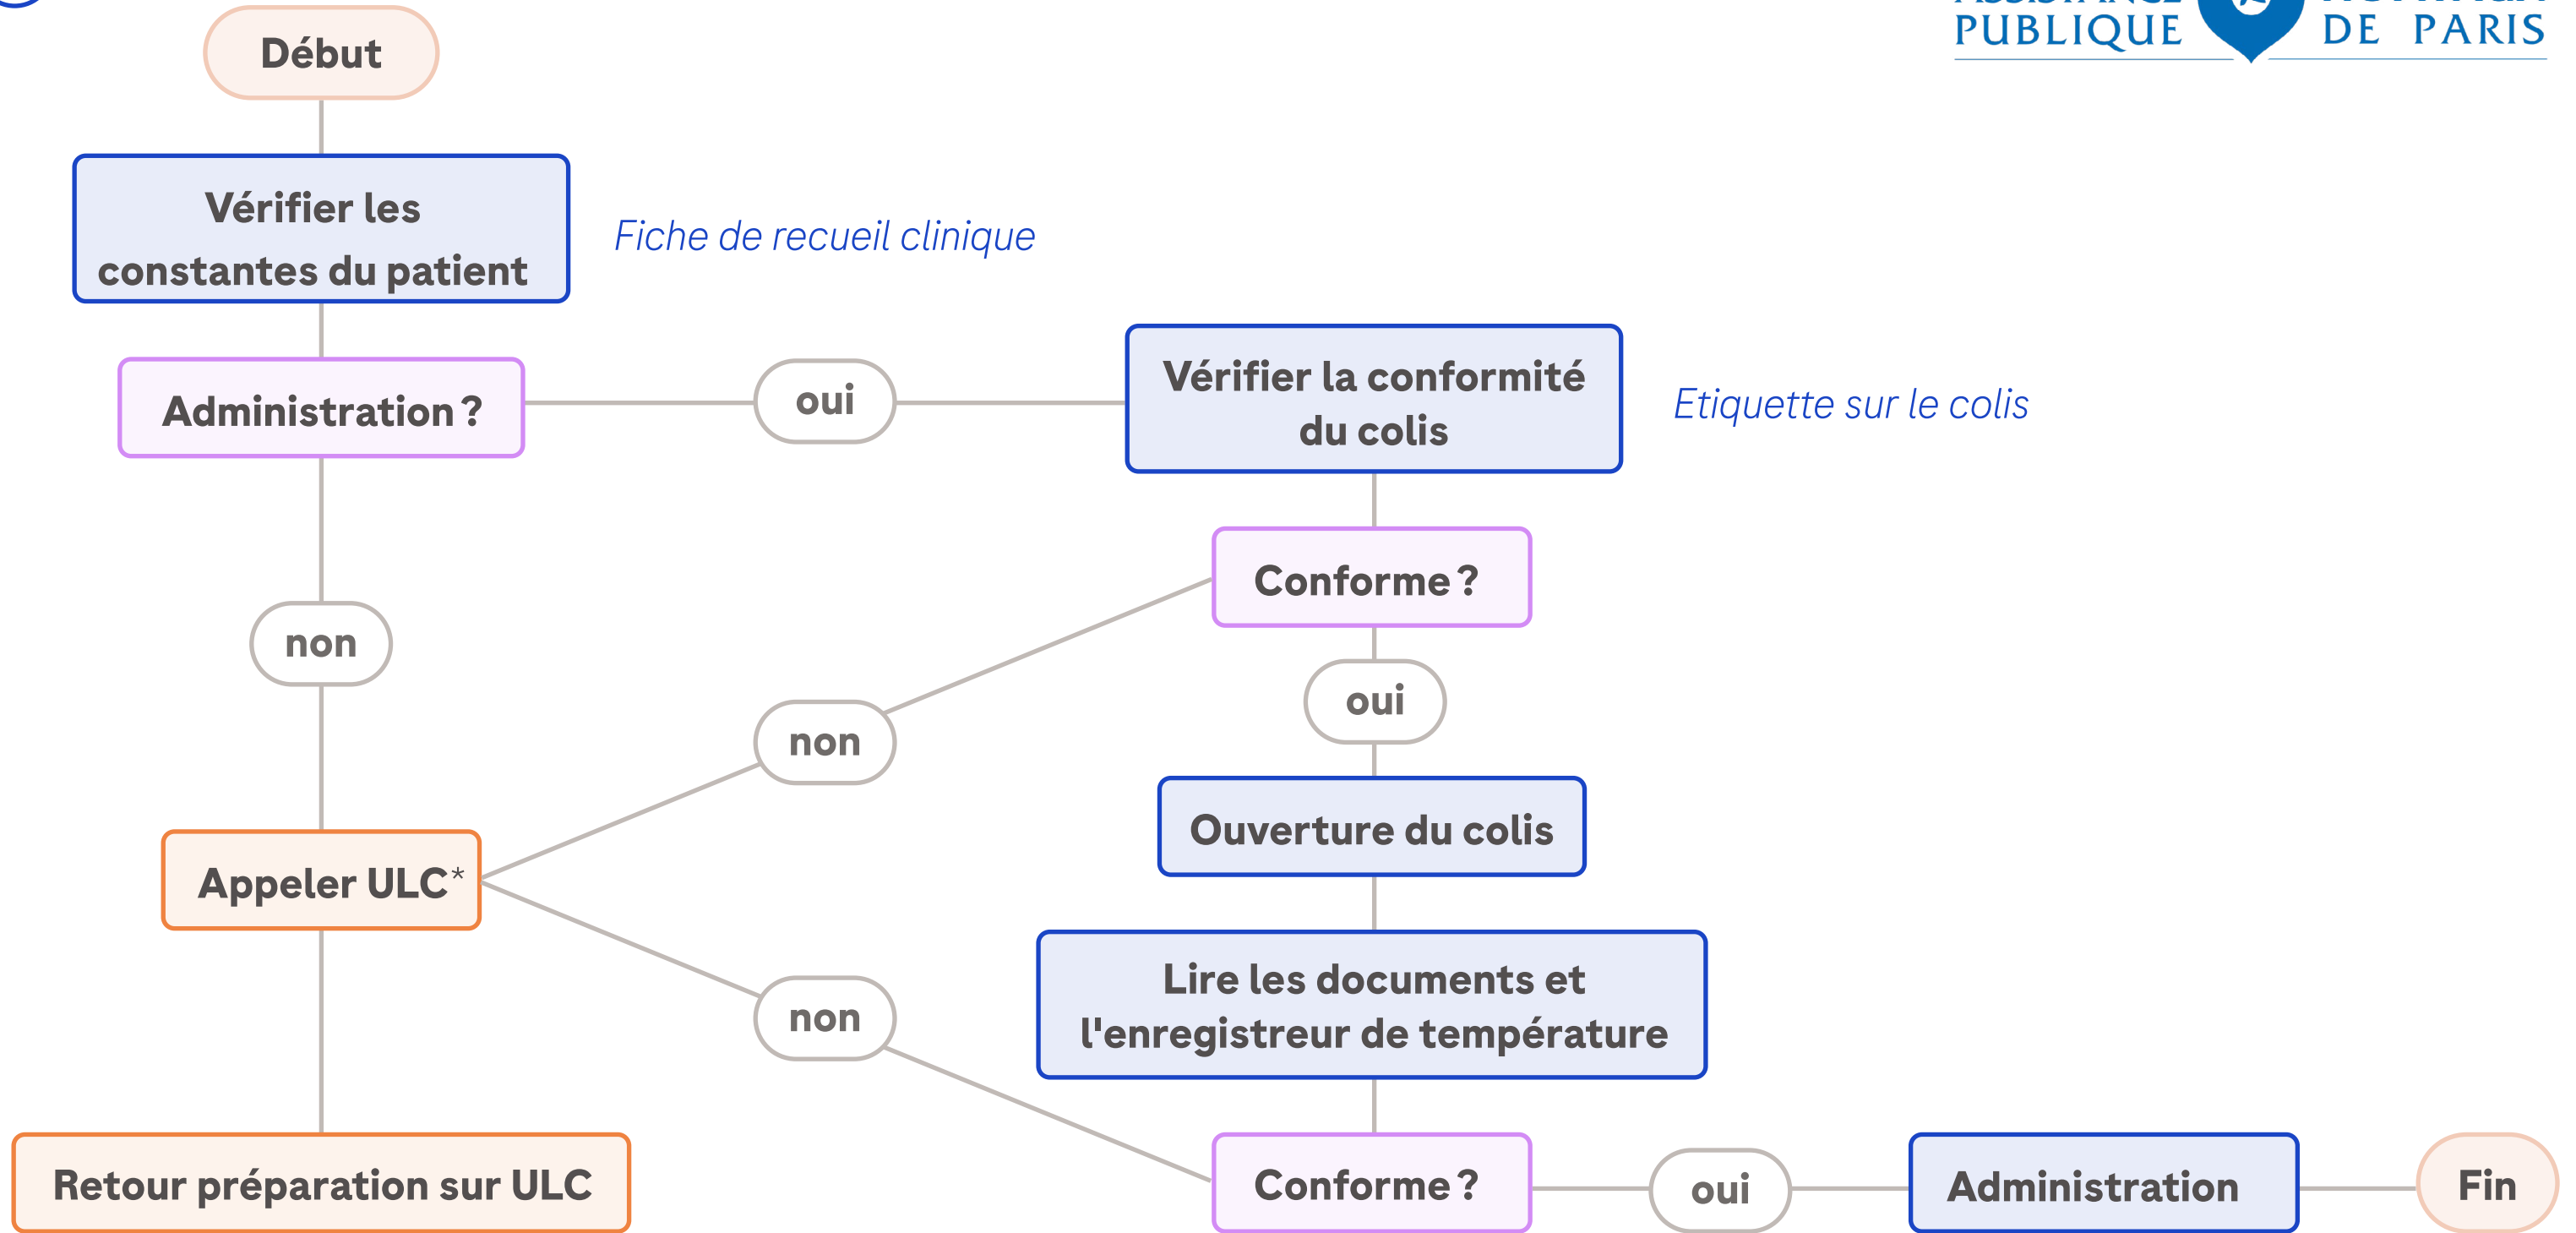 Début
PUBLIQUE
DE PARIS
Vérifier les
constantes du patient
Fiche de recueil clinique
Administration ?
oui
Vérifier la conformité
du colis
Etiquette sur le colis
Conforme ?
non
oui
non
Ouverture du colis
Appeler ULC*
Lire les documents et
l'enregistreur de température
non
Retour préparation sur ULC
Conforme ?
oui
Administration
Fin